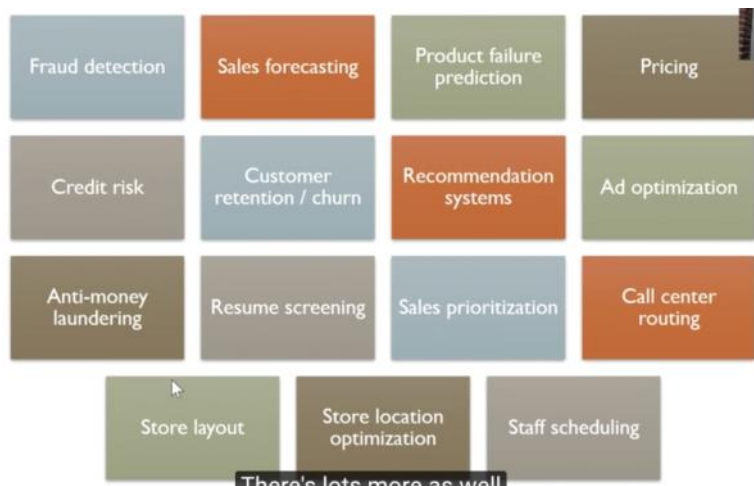 Fraud detection
Sales forecasting
Product failure
prediction
Pricing
Credit risk
Customer
retention / churn
Recommendation
systems
Ad optimization
Anti-money
laundering
Resume screening
Sales prioritization
Call center
routing
Store layout
Store location
optimization
Staff scheduling
There's lots more as well